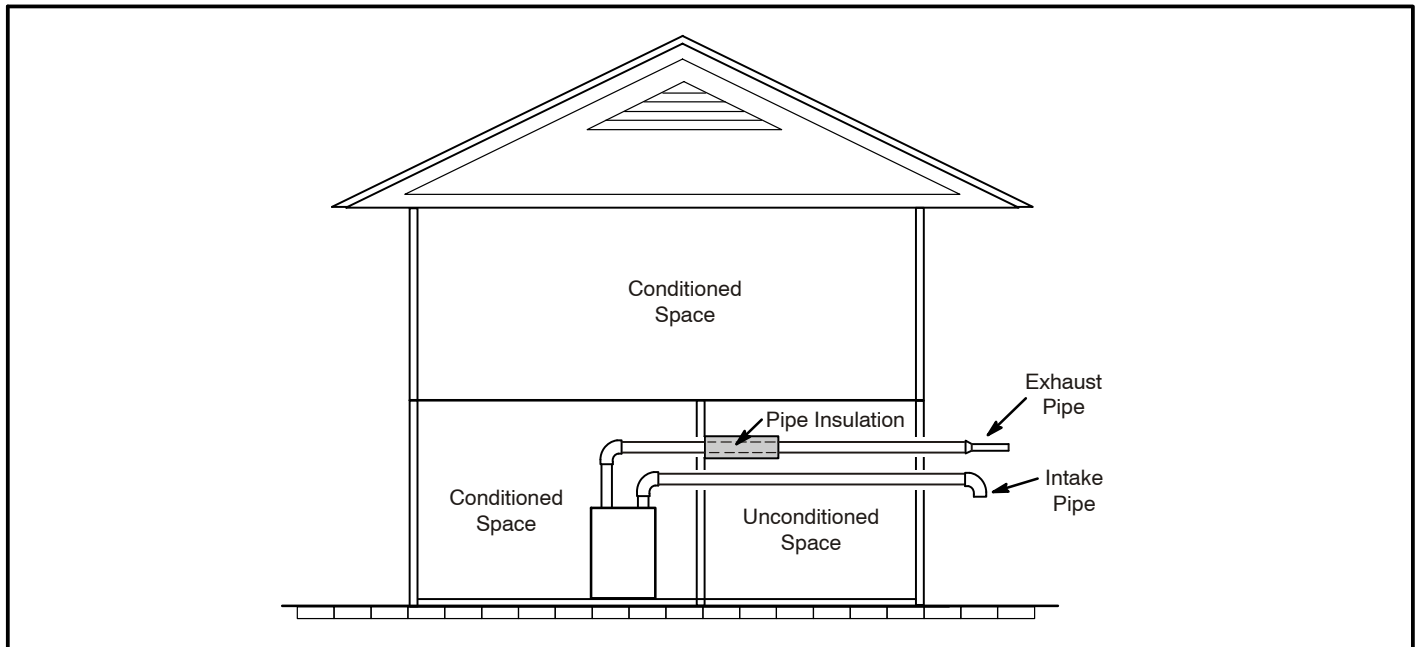 Conditioned
Space
Exhaust
Pipe
Pipe Insulation
Intake
Pipe
Conditioned
Space
Unconditioned
Space